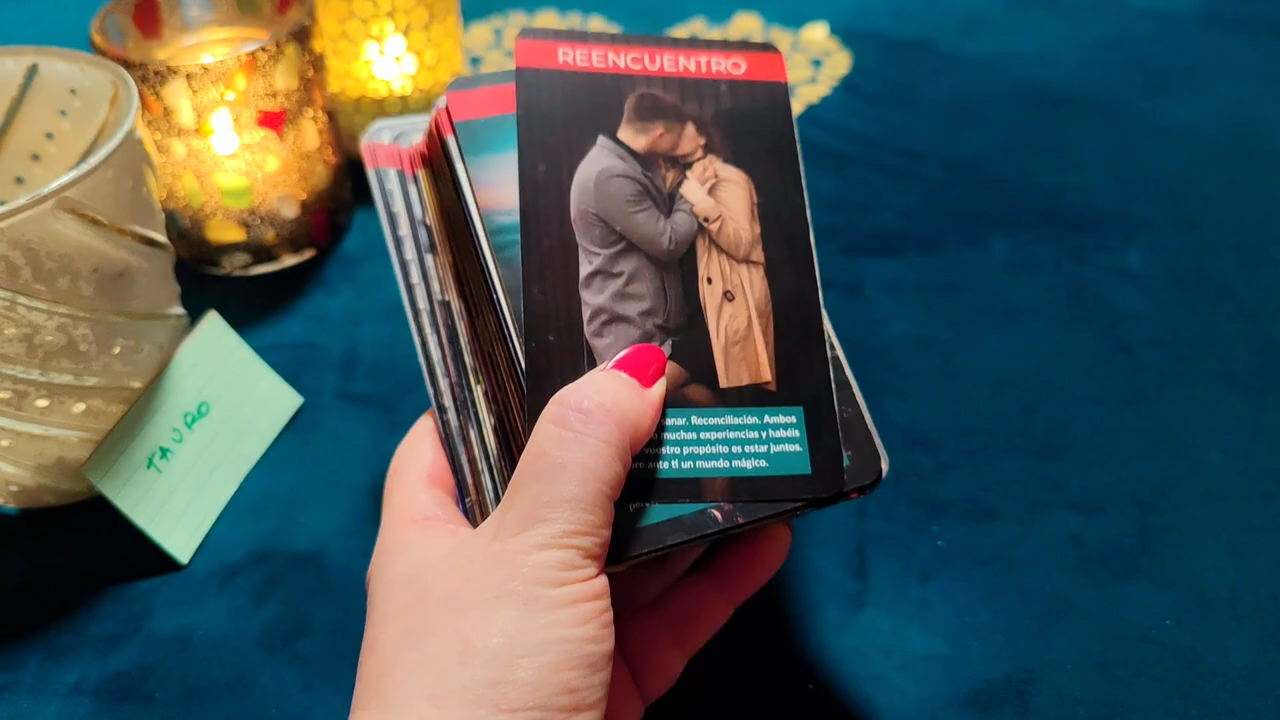 REENCUENTRO
sanar. Reconciliación. Ambos
muchas experiencias y habéis
vuestro propósito es estar juntos.
ante ti un mundo mágico.
TAURO